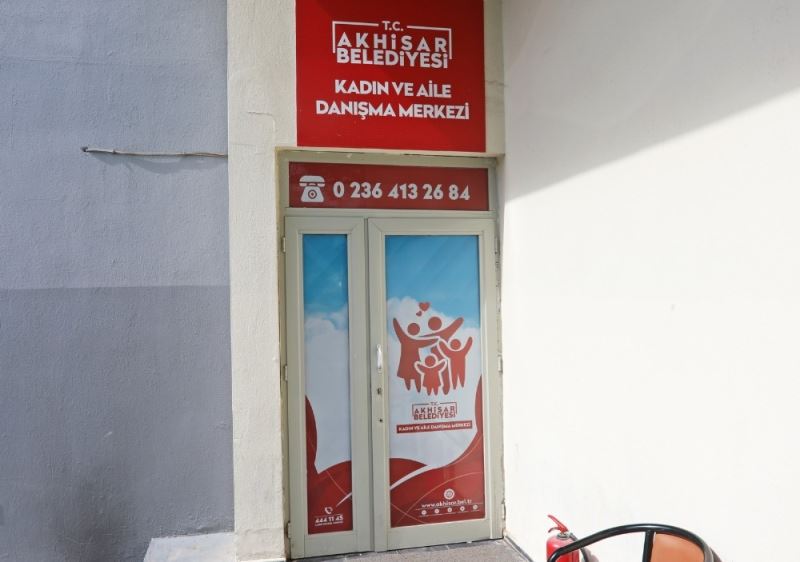 T.C.
AKHİSAR
BELEDİYESİ
KADIN VE AİLE
DANIŞMA MERKEZİ
0 236 413 26 84
T.C.
AKHİSAR
BELEDİYESİ
KADIN VE AİLE DANIŞMA MERKEZİ
www.akhisar.bel.tr
444 11 45